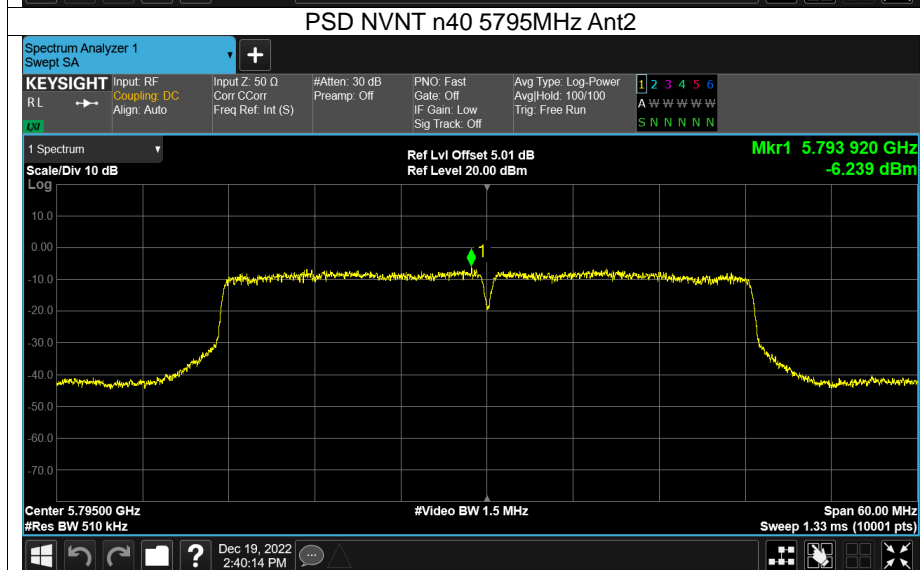 PSD NVNT n40 5795MHz Ant2
Spectrum Analyzer 1
Swept SA
+
KEYSIGHT
R L
LXI
Input: RF
Coupling: DC
Align: Auto
Input Z: 50 Ω
Corr CCorr
Freq Ref: Int (S)
#Atten: 30 dB
Preamp: Off
PNO: Fast
Gate: Off
IF Gain: Low
Sig Track: Off
Avg Type: Log-Power
Avg|Hold: 100/100
Trig: Free Run
1 2 3 4 5 6
A W W W W W
S N N N N N
1 Spectrum
Scale/Div 10 dB
Log
Ref Lvl Offset 5.01 dB
Ref Level 20.00 dBm
Mkr1 5.793 920 GHz
-6.239 dBm
10.0
0.00
-10.0
-20.0
-30.0
-40.0
-50.0
-60.0
-70.0
1
Center 5.79500 GHz
#Res BW 510 kHz
#Video BW 1.5 MHz
Span 60.00 MHz
Sweep 1.33 ms (10001 pts)
?
Dec 19, 2022
2:40:14 PM